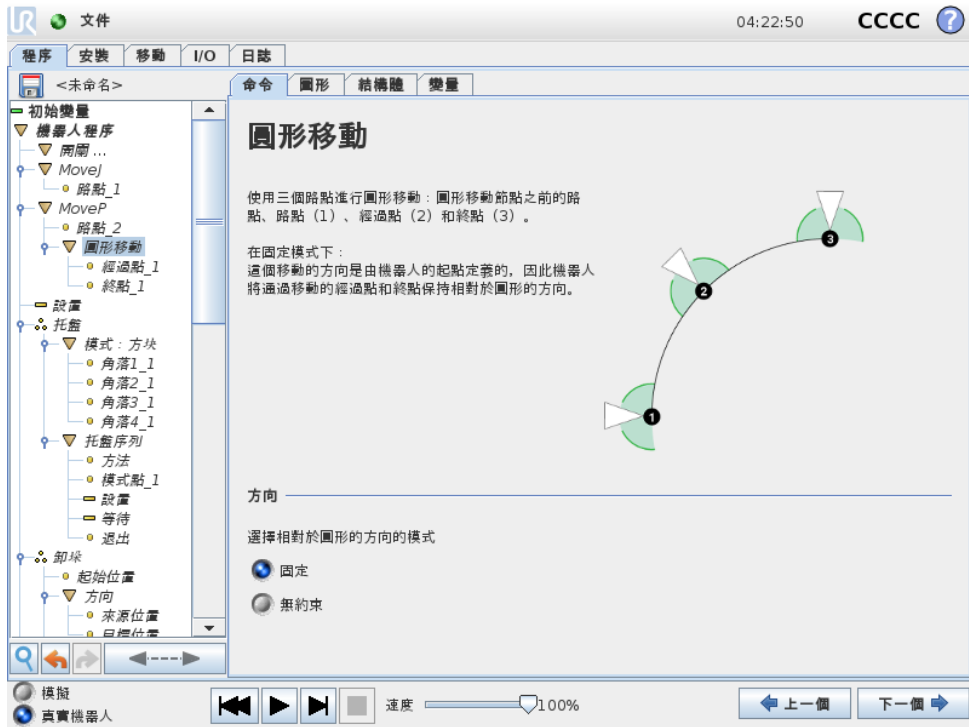 UR 文件 04:22:50 CCCC ?
程序 安裝 移動 I/O 日誌
<未命名>
命令 圖形 結構體 變量
初始變量
機器人程序
開關 ...
MoveJ
路點_1
MoveP
路點_2
圓形移動
經過點_1
終點_1
設置
托盤
模式：方块
角落1_1
角落2_1
角落3_1
角落4_1
托盤序列
方法
模式點_1
設置
等待
退出
卸垛
起始位置
方向
來源位置
目標位置
圓形移動
使用三個路點進行圓形移動：圓形移動節點之前的路
點、路點（1）、經過點（2）和終點（3）。
在固定模式下：
這個移動的方向是由機器人的起點定義的，因此機器人
將通過移動的經過點和終點保持相對於圓形的方向。
3
2
1
方向
選擇相對於圓形的方向的模式
固定
無約束
模擬
真實機器人
速度 100%
上一個 下一個